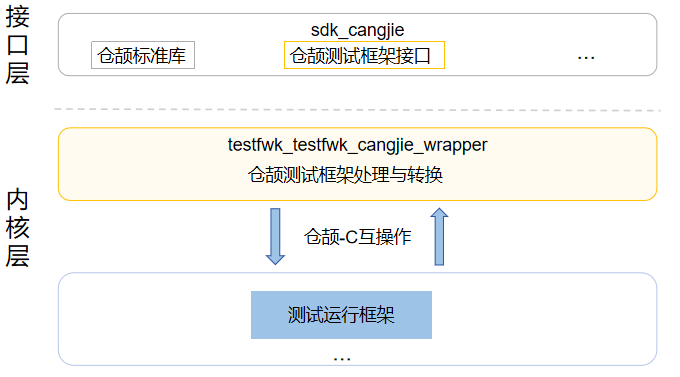 接口层
sdk_cangjie
仓颉标准库
仓颉测试框架接口
...
内核层
testfwk_testfwk_cangjie_wrapper
仓颉测试框架处理与转换
仓颉-C互操作
测试运行框架
...